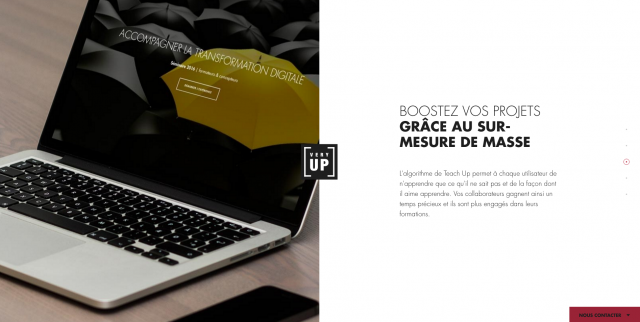 ACCOMPAGNER LA TRANSFORMATION DIGITALE
VERY
UP
BOOSTEZ VOS PROJETS
GRÂCE AU SUR-
MESURE DE MASSE
L'algorithme de Teach Up permet à chaque utilisateur de
n'apprendre que ce qu'il ne sait pas et de la façon dont
il aime apprendre. Vos collaborateurs gagnent ainsi un
temps précieux et ils sont plus engagés dans leurs
formations.
NOUS CONTACTER